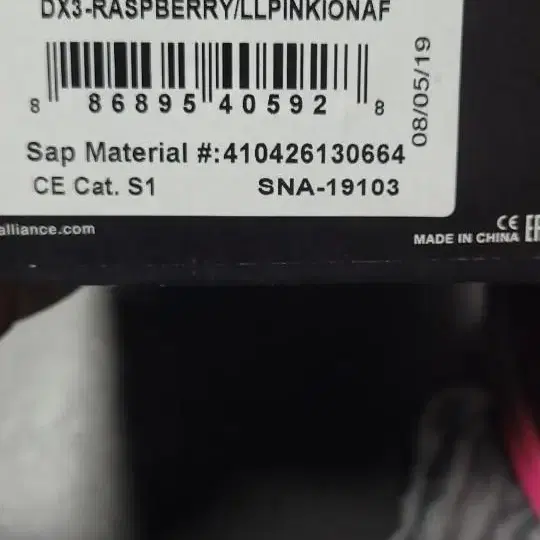 DX3-RASPBERRY/LLPINKIONAF
8 86895 40592 8
08/05/19
Sap Material #:410426130664
CE Cat. S1 SNA-19103
alliance.com
CE
MADE IN CHINA